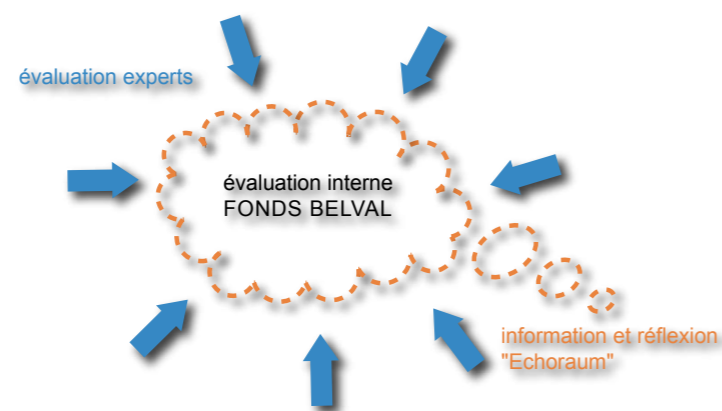 évaluation experts
évaluation interne
FONDS BELVAL
information et réflexion
"Echoraum"